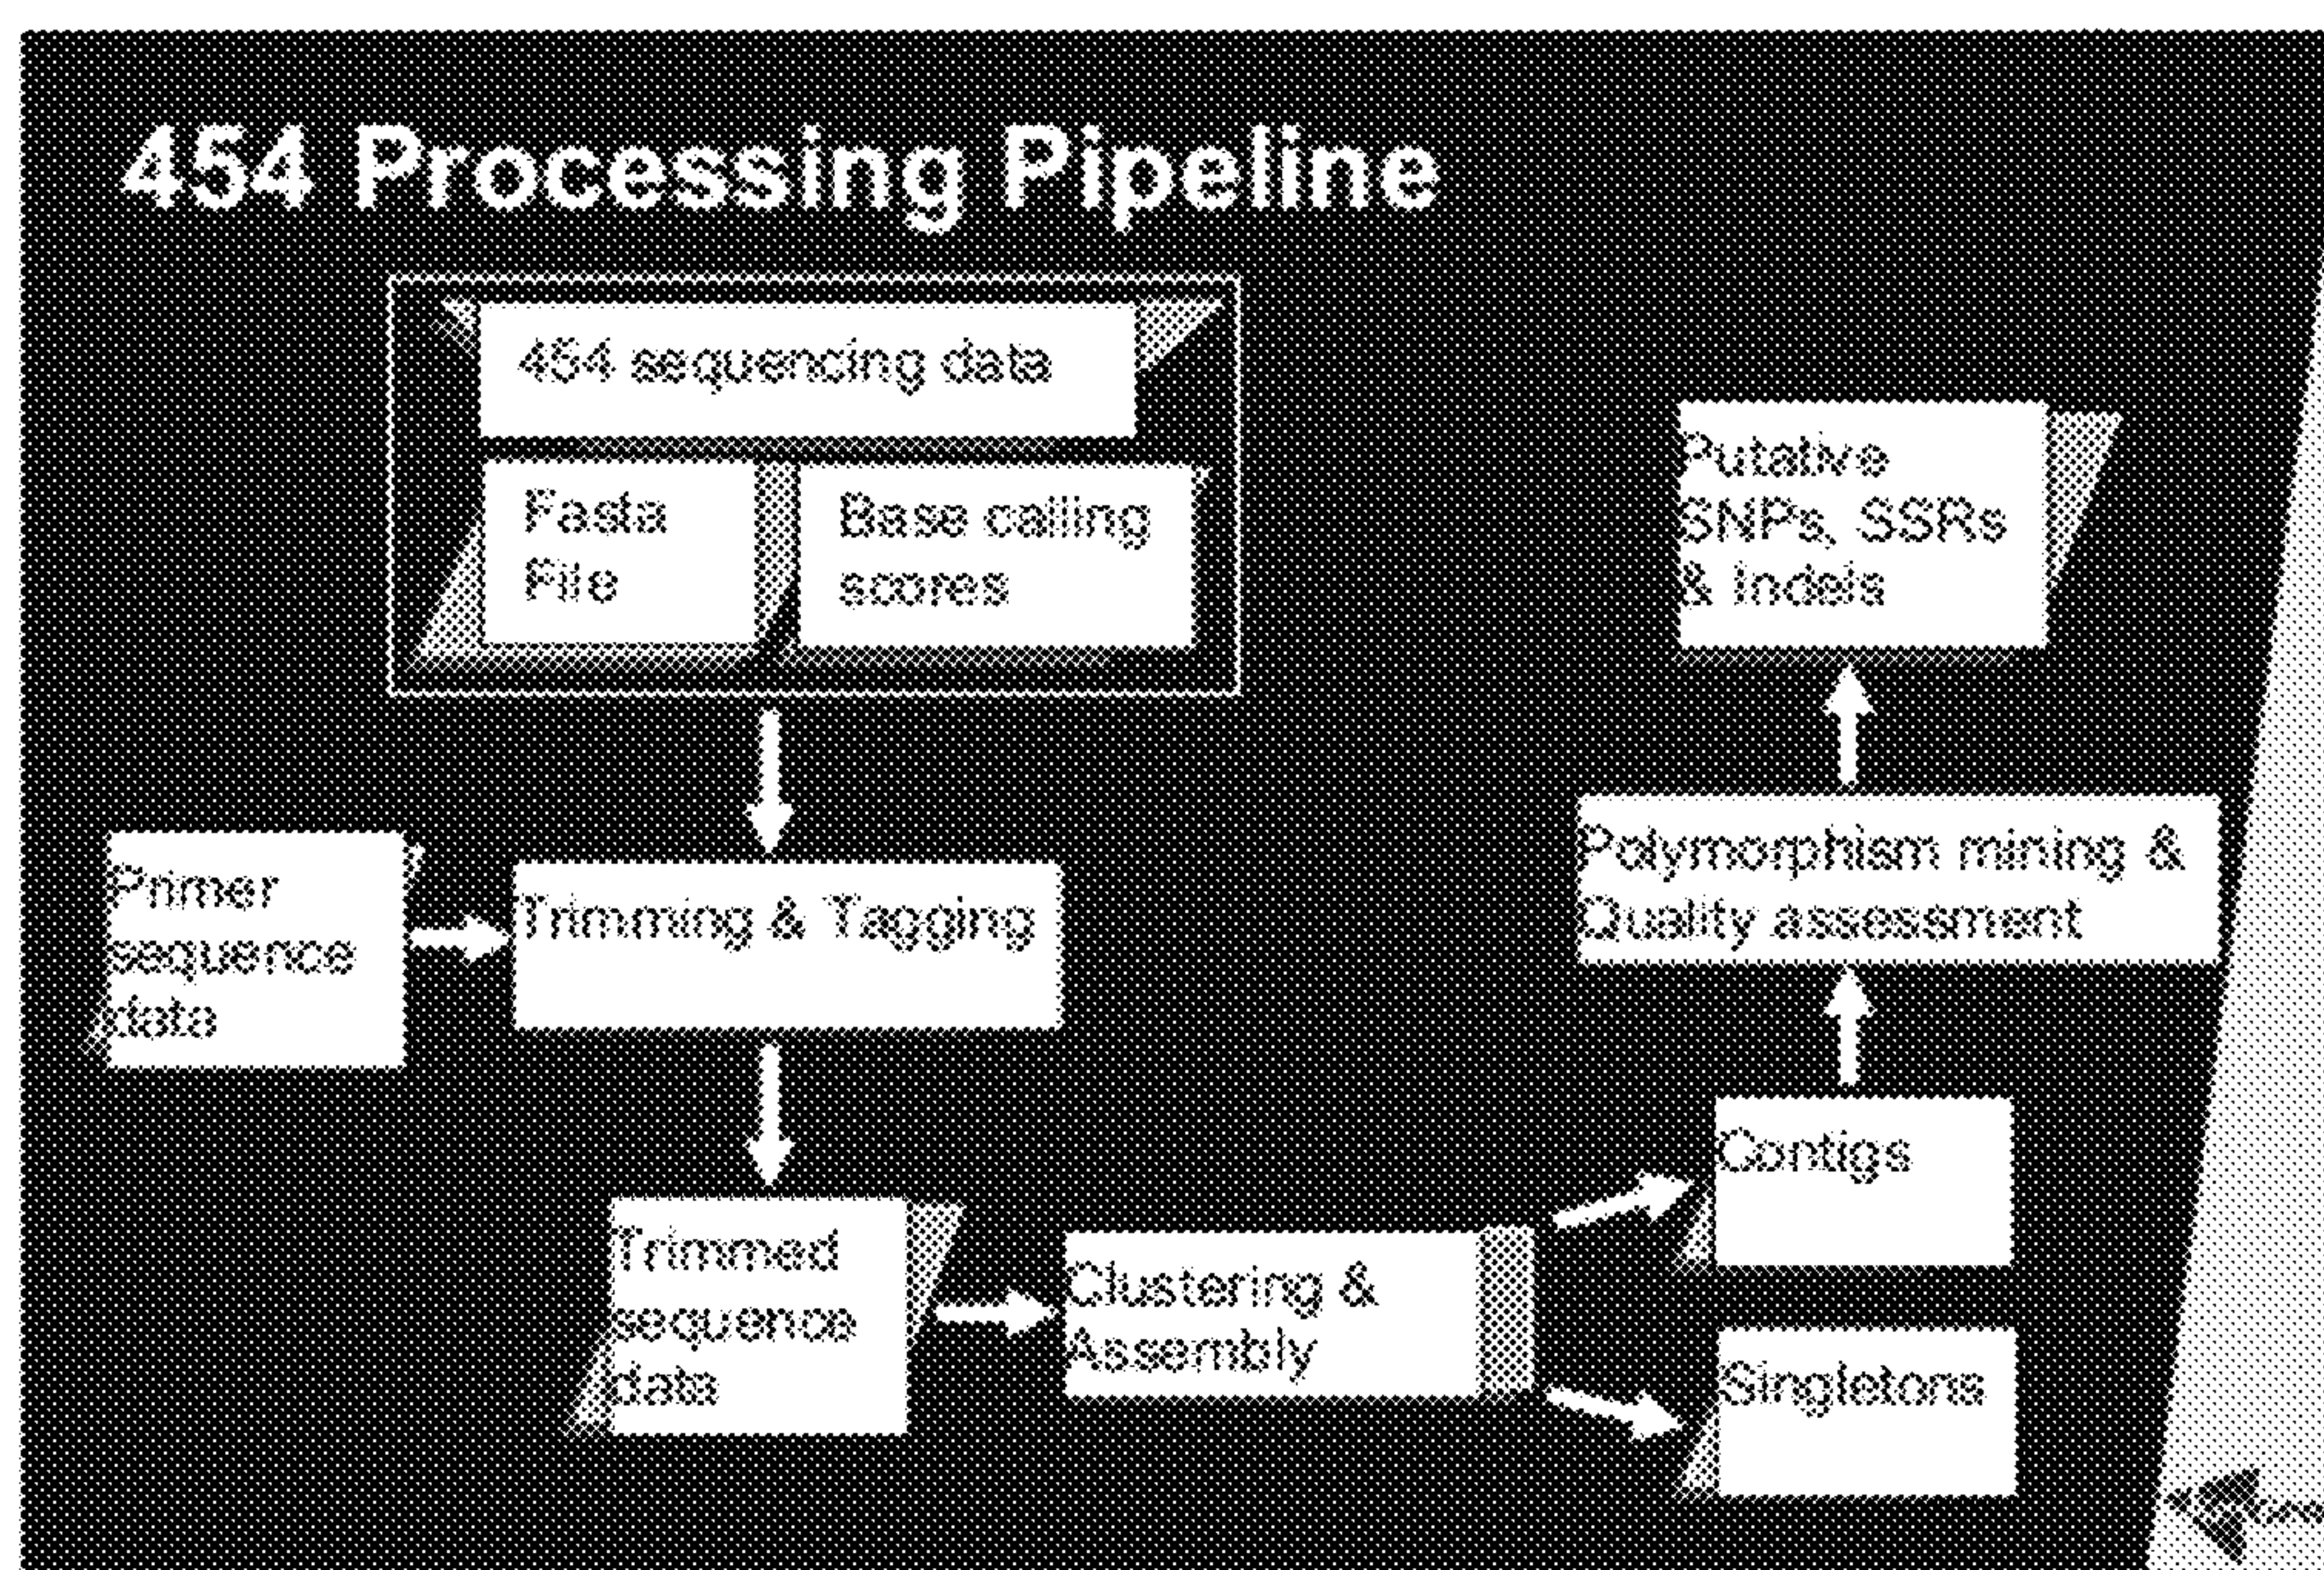 454 Processing Pipeline
454 sequencing data
Fasta
File
Base calling
scores
Primer
sequence
data
Trimming & Tagging
Trimmed
sequence
data
Clustering &
Assembly
Contigs
Singletons
Polymorphism mining &
Quality assessment
Putative
SNPs, SSRs
& Indels